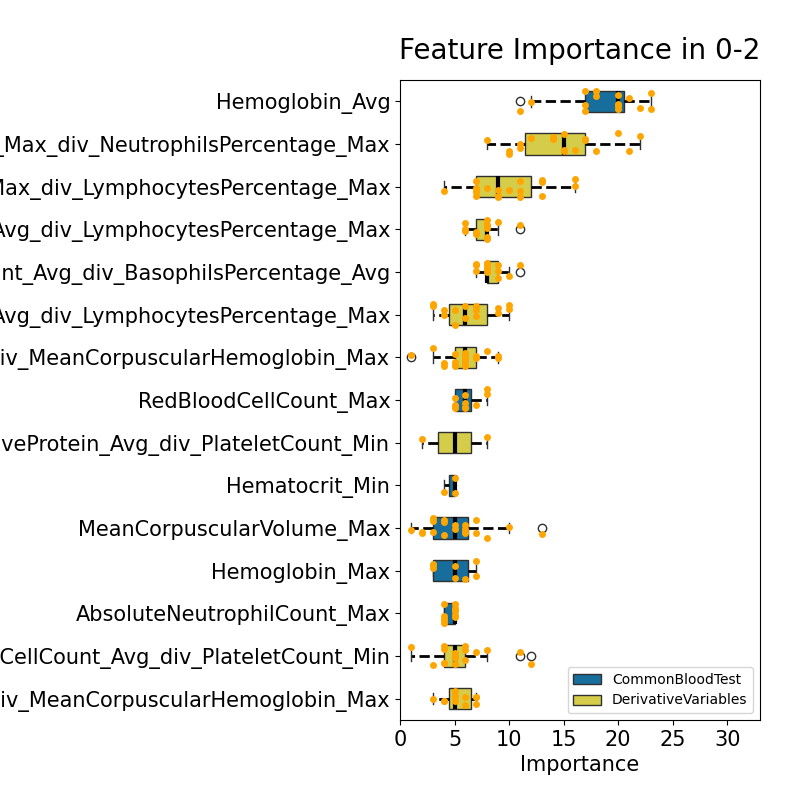 Feature Importance in 0-2
Hemoglobin_Avg
_Max_div_NeutrophilsPercentage_Max
Max_div_LymphocytesPercentage_Max
Avg_div_LymphocytesPercentage_Max
nt_Avg_div_BasophilsPercentage_Avg
Avg_div_LymphocytesPercentage_Max
div_MeanCorpuscularHemoglobin_Max
RedBloodCellCount_Max
veProtein_Avg_div_PlateletCount_Min
Hematocrit_Min
MeanCorpuscularVolume_Max
Hemoglobin_Max
AbsoluteNeutrophilCount_Max
CellCount_Avg_div_PlateletCount_Min
iv_MeanCorpuscularHemoglobin_Max
CommonBloodTest
DerivativeVariables
0 5 10 15 20 25 30
Importance